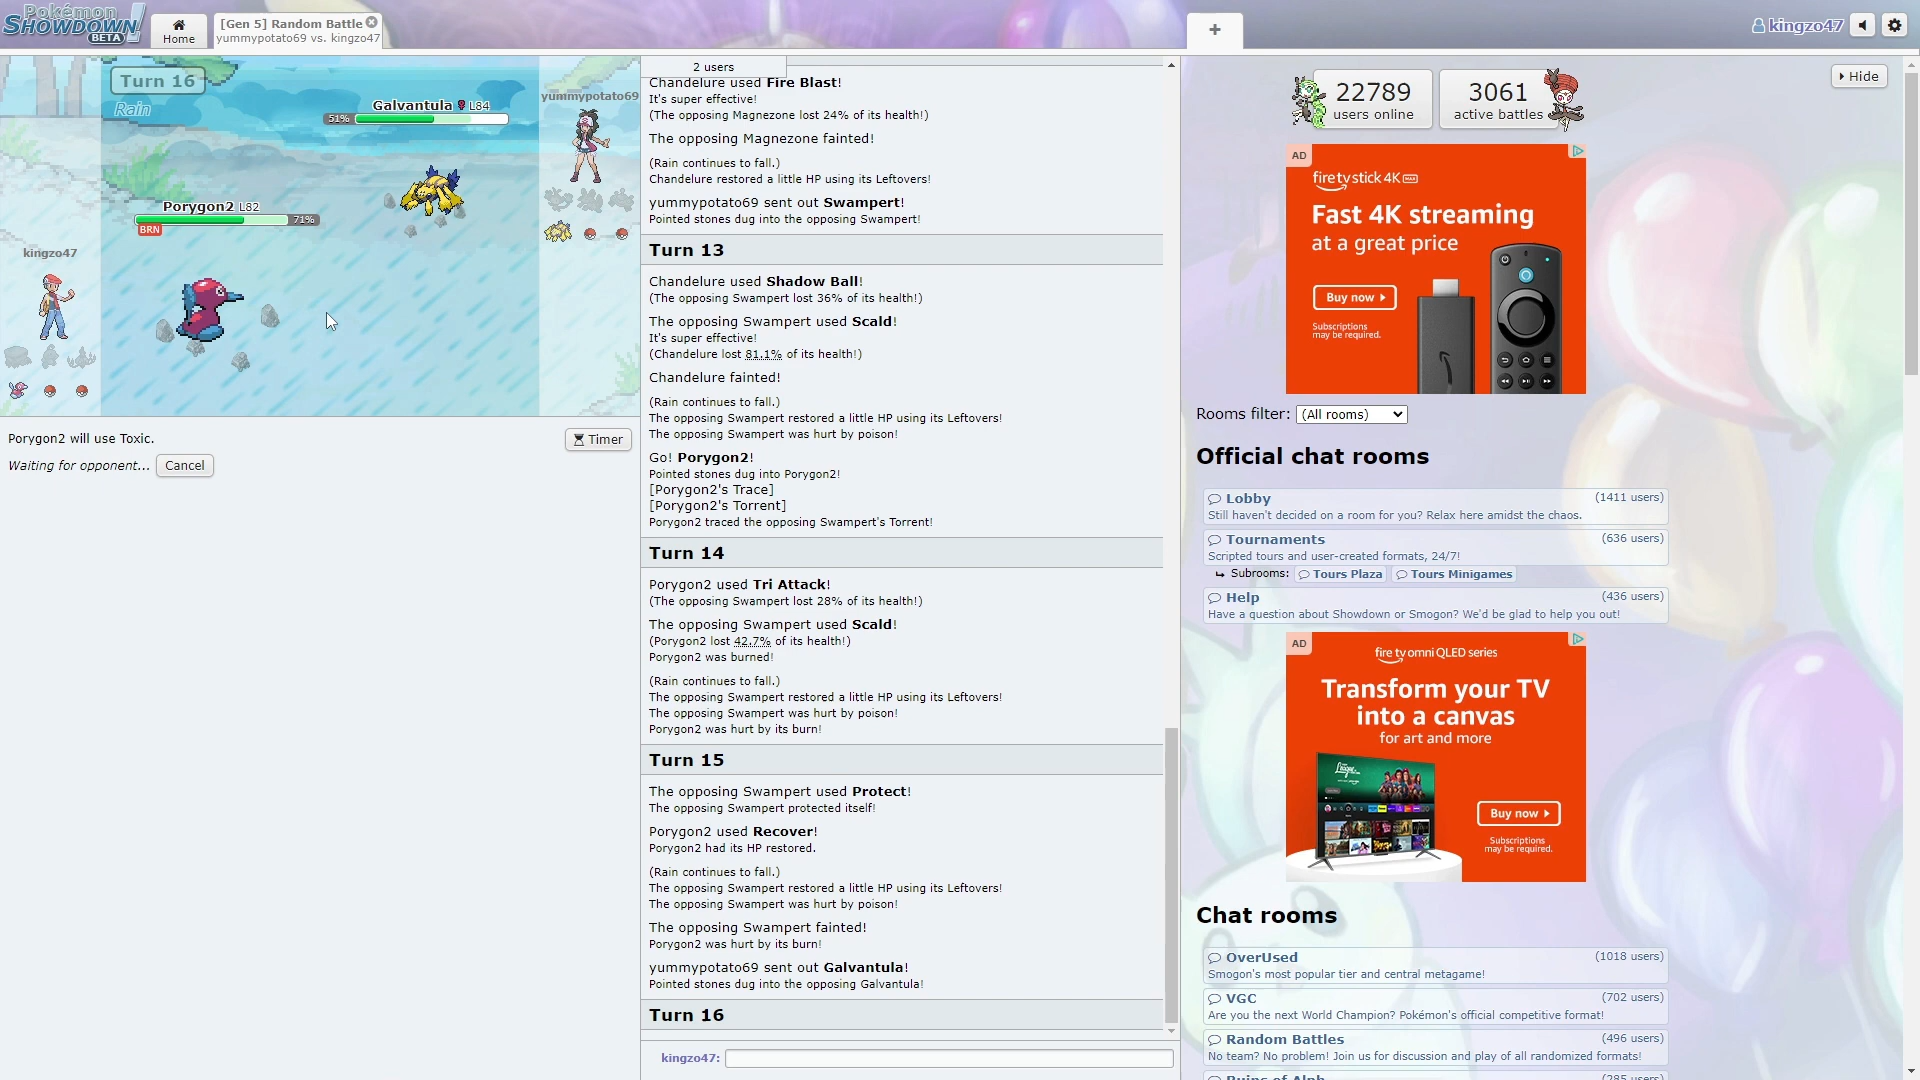 Pokémon
SHOWDOWN!
BETA
Home
[Gen 5] Random Battle
yummypotato69 vs. kingzo47
+
kingzo47
Turn 16
Rain
Galvantula L84
51%
Porygon2 L82
71%
BRN
yummypotato69
kingzo47
Porygon2 will use Toxic.
Timer
Waiting for opponent...
Cancel
2 users
Chandelure used Fire Blast!
It's super effective!
(The opposing Magnezone lost 24% of its health!)
The opposing Magnezone fainted!
(Rain continues to fall.)
Chandelure restored a little HP using its Leftovers!
yummypotato69 sent out Swampert!
Pointed stones dug into the opposing Swampert!
Turn 13
Chandelure used Shadow Ball!
(The opposing Swampert lost 36% of its health!)
The opposing Swampert used Scald!
It's super effective!
(Chandelure lost 81.1% of its health!)
Chandelure fainted!
(Rain continues to fall.)
The opposing Swampert restored a little HP using its Leftovers!
The opposing Swampert was hurt by poison!
Go! Porygon2!
Pointed stones dug into Porygon2!
[Porygon2's Trace]
[Porygon2's Torrent]
Porygon2 traced the opposing Swampert's Torrent!
Turn 14
Porygon2 used Tri Attack!
(The opposing Swampert lost 28% of its health!)
The opposing Swampert used Scald!
(Porygon2 lost 42.7% of its health!)
Porygon2 was burned!
(Rain continues to fall.)
The opposing Swampert restored a little HP using its Leftovers!
The opposing Swampert was hurt by poison!
Porygon2 was hurt by its burn!
Turn 15
The opposing Swampert used Protect!
The opposing Swampert protected itself!
Porygon2 used Recover!
Porygon2 had its HP restored.
(Rain continues to fall.)
The opposing Swampert restored a little HP using its Leftovers!
The opposing Swampert was hurt by poison!
The opposing Swampert fainted!
Porygon2 was hurt by its burn!
yummypotato69 sent out Galvantula!
Pointed stones dug into the opposing Galvantula!
Turn 16
kingzo47:
Hide
22789
users online
3061
active battles
AD
fire tv stick 4K MAX
Fast 4K streaming
at a great price
Buy now
Subscriptions
may be required.
Rooms filter: (All rooms)
Official chat rooms
Lobby (1411 users)
Still haven't decided on a room for you? Relax here amidst the chaos.
Tournaments (636 users)
Scripted tours and user-created formats, 24/7!
Subrooms: Tours Plaza Tours Minigames
Help (436 users)
Have a question about Showdown or Smogon? We'd be glad to help you out!
AD
fire tv omni QLED series
Transform your TV
into a canvas
for art and more
Buy now
Subscriptions
may be required.
Chat rooms
OverUsed (1018 users)
Smogon's most popular tier and central metagame!
VGC (702 users)
Are you the next World Champion? Pokémon's official competitive format!
Random Battles (496 users)
No team? No problem! Join us for discussion and play of all randomized formats!
Ruins of Alph (285 users)